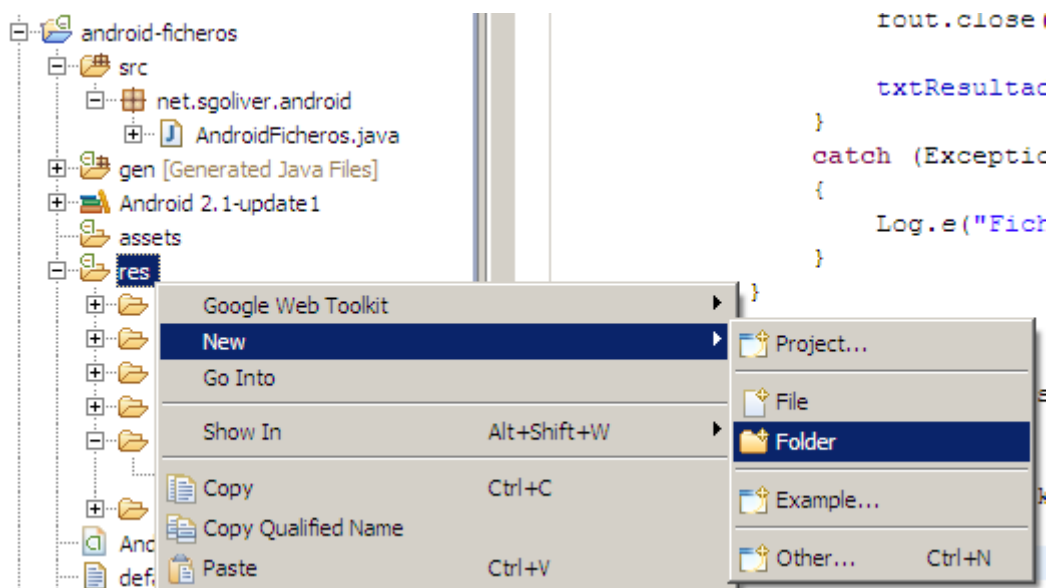 android-ficheros
src
net.sgoliver.android
AndroidFicheros.java
gen [Generated Java Files]
Android 2.1-update1
assets
res
Google Web Toolkit
New
Go Into
Show In Alt+Shift+W
Copy Ctrl+C
Copy Qualified Name
Paste Ctrl+V
Project...
File
Folder
Example...
Other... Ctrl+N
fout.close(
txtResultad
}
catch (Exceptio
{
Log.e("Fich
}
}